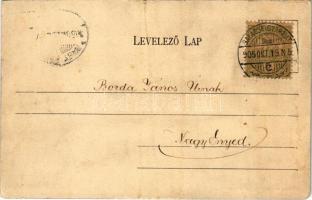 LEVELEZŐ LAP
Borda János Urnak
Nagy Enyed.